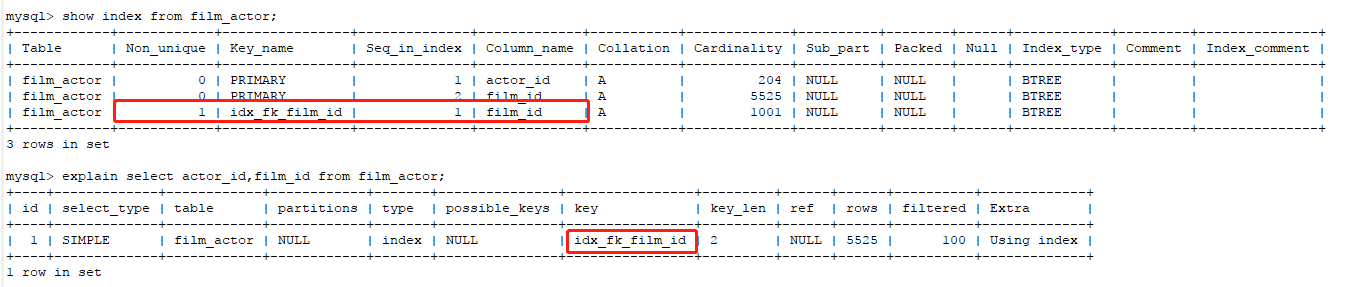 mysql> show index from film_actor;
| Table | Non_unique | Key_name | Seq_in_index | Column_name | Collation | Cardinality | Sub_part | Packed | Null | Index_type | Comment | Index_comment |
| film_actor | 0 | PRIMARY | 1 | actor_id | A | 204 | NULL | NULL | | BTREE | | |
| film_actor | 0 | PRIMARY | 2 | film_id | A | 5525 | NULL | NULL | | BTREE | | |
| film_actor | 1 | idx_fk_film_id | 1 | film_id | A | 1001 | NULL | NULL | | BTREE | | |
3 rows in set
mysql> explain select actor_id,film_id from film_actor;
| id | select_type | table | partitions | type | possible_keys | key | key_len | ref | rows | filtered | Extra |
| 1 | SIMPLE | film_actor | NULL | index | NULL | idx_fk_film_id | 2 | NULL | 5525 | 100 | Using index |
1 row in set